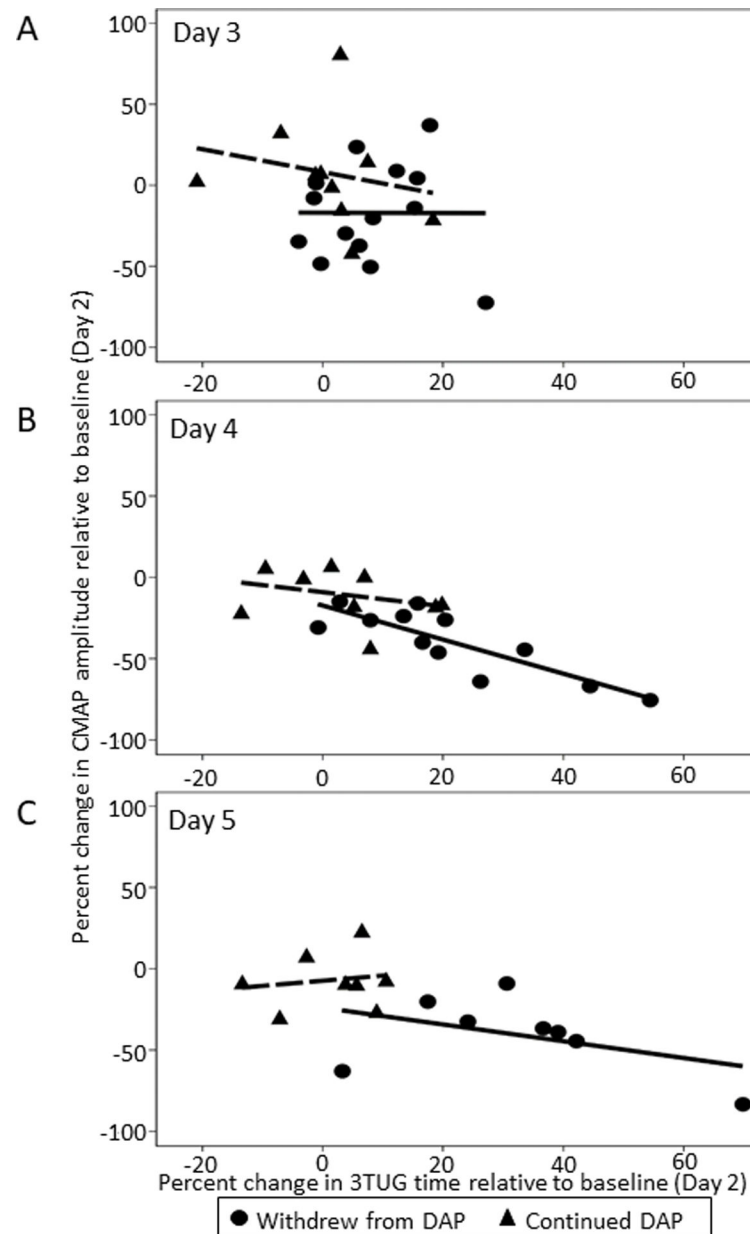 A
Day 3
100
50
0
-50
-100
-20 0 20 40 60
B
Day 4
100
50
0
-50
-100
-20 0 20 40 60
C
Day 5
100
50
0
-50
-100
-20 0 20 40 60
Percent change in CMAP amplitude relative to baseline (Day 2)
Percent change in 3TUG time relative to baseline (Day 2)
Withdrew from DAP Continued DAP